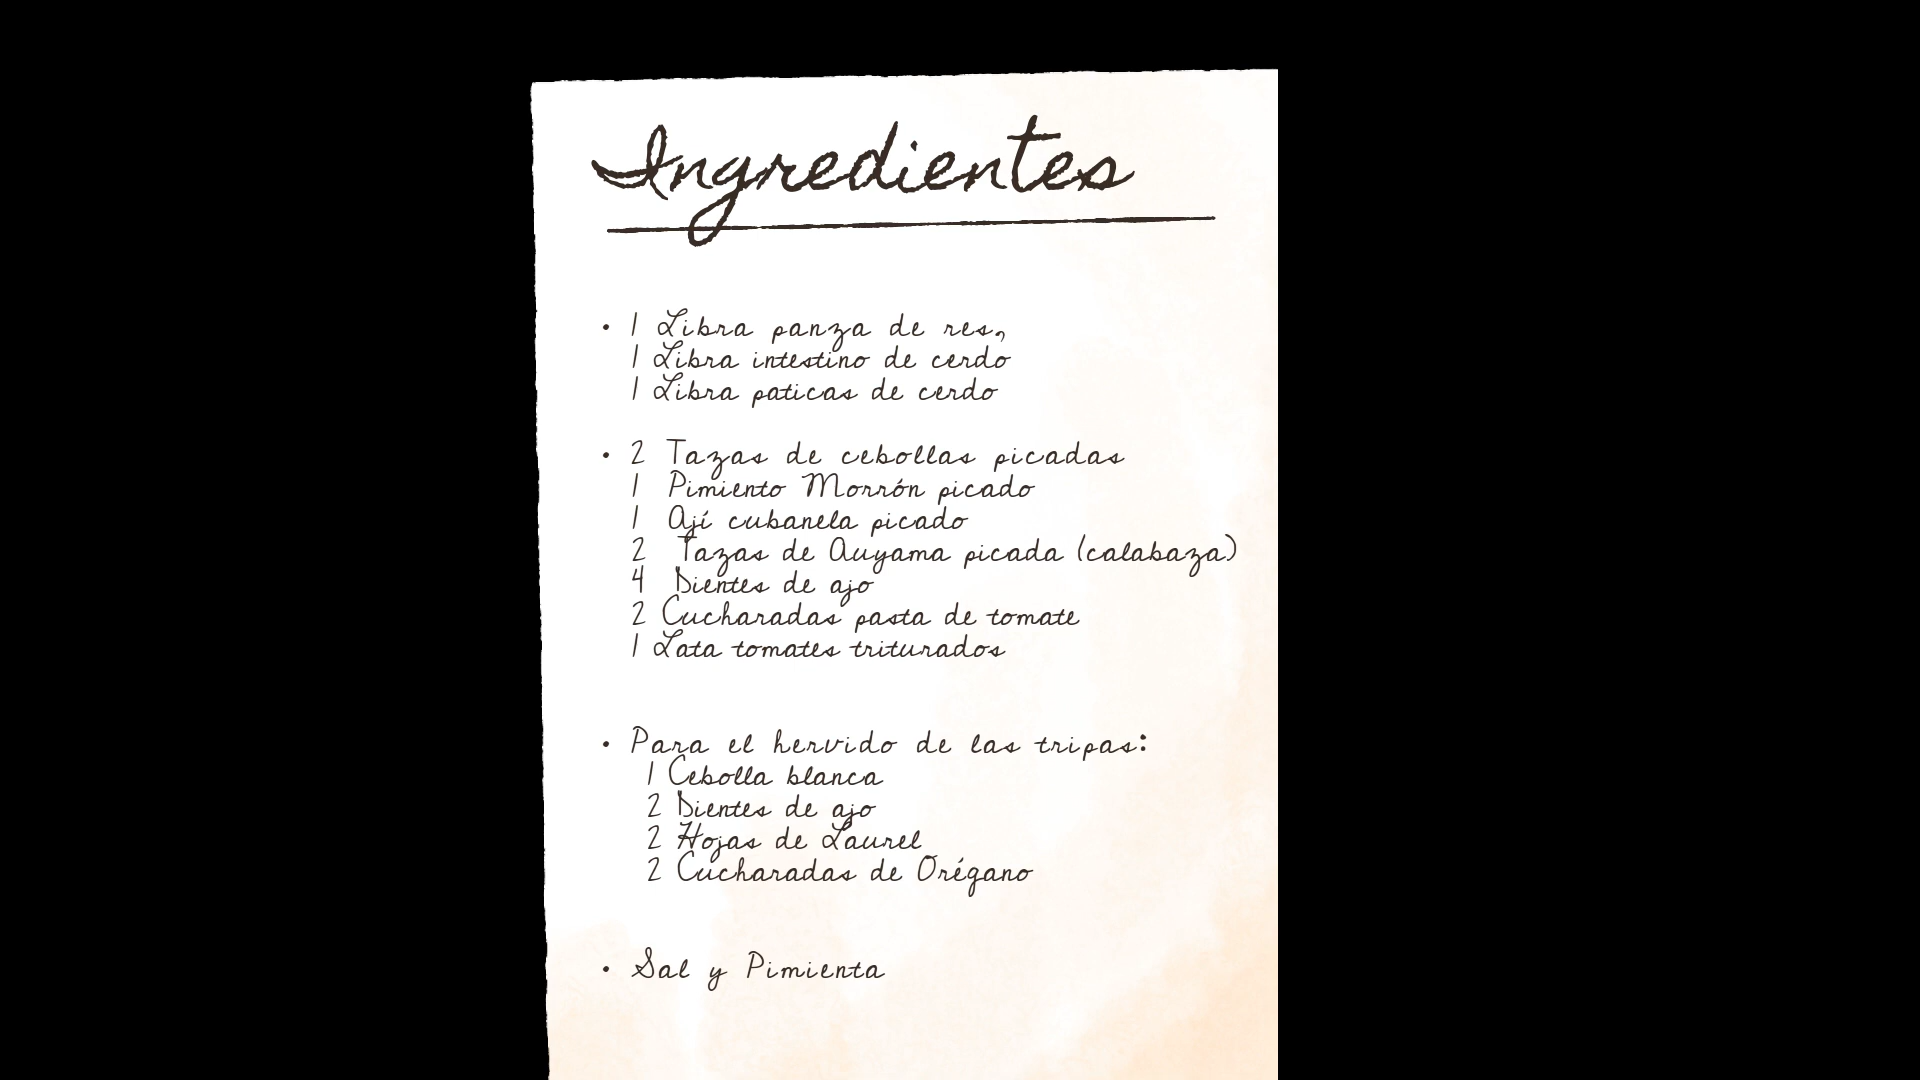 Ingredientes
• 1 Libra panza de res,
1 Libra intestino de cerdo
1 Libra paticas de cerdo
• 2 Tazas de cebollas picadas
1 Pimiento Morrón picado
1 Ají cubanela picado
2 Tazas de Auyama picada (calabaza)
4 Dientes de ajo
2 Cucharadas pasta de tomate
1 Lata tomates triturados
• Para el hervido de las tripas:
1 Cebolla blanca
2 Dientes de ajo
2 Hojas de Laurel
2 Cucharadas de Orégano
• Sal y Pimienta